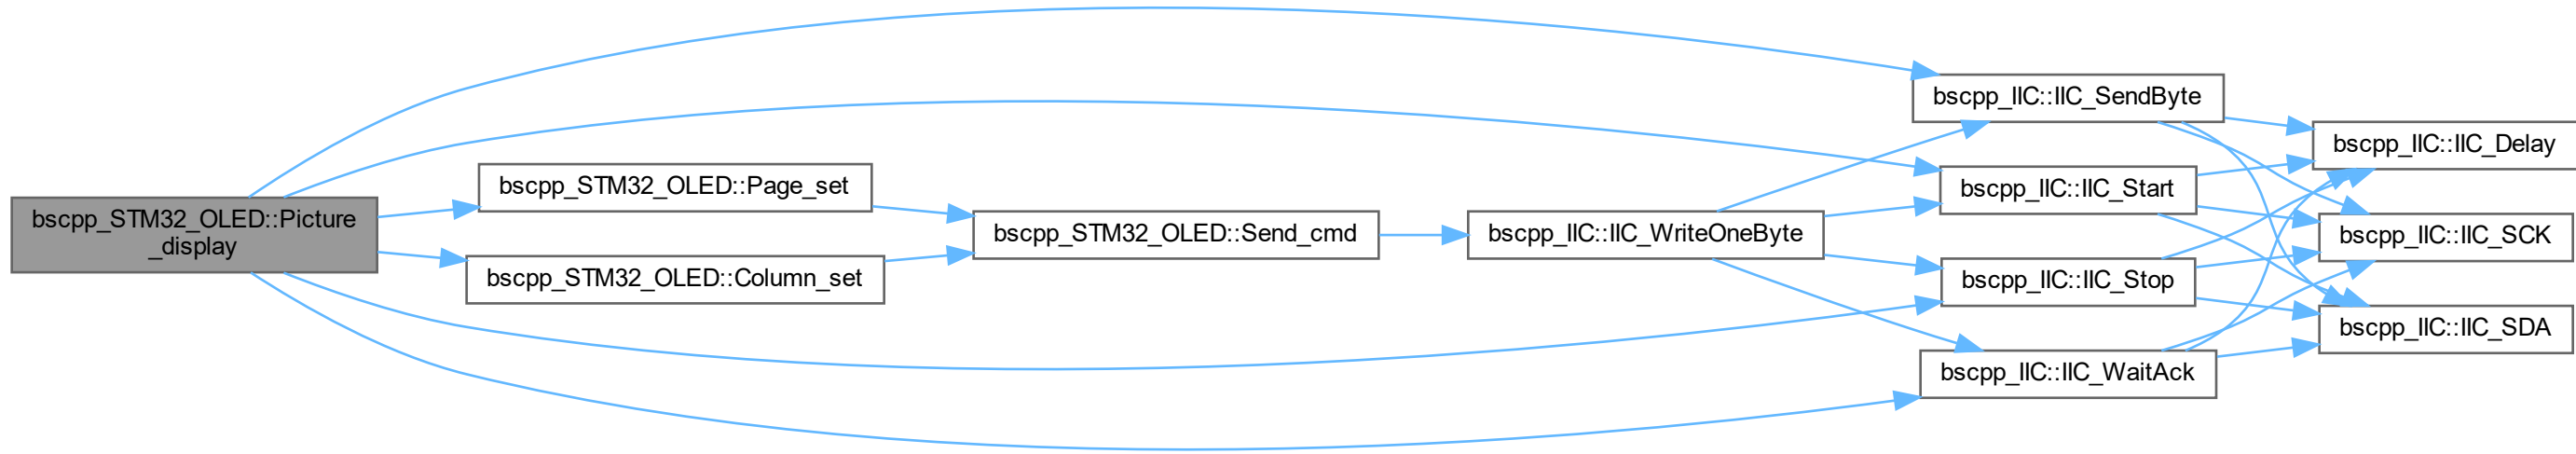 bscpp_STM32_OLED::Picture
_display
bscpp_STM32_OLED::Page_set
bscpp_STM32_OLED::Column_set
bscpp_STM32_OLED::Send_cmd
bscpp_IIC::IIC_WriteOneByte
bscpp_IIC::IIC_SendByte
bscpp_IIC::IIC_Start
bscpp_IIC::IIC_Stop
bscpp_IIC::IIC_WaitAck
bscpp_IIC::IIC_Delay
bscpp_IIC::IIC_SCK
bscpp_IIC::IIC_SDA